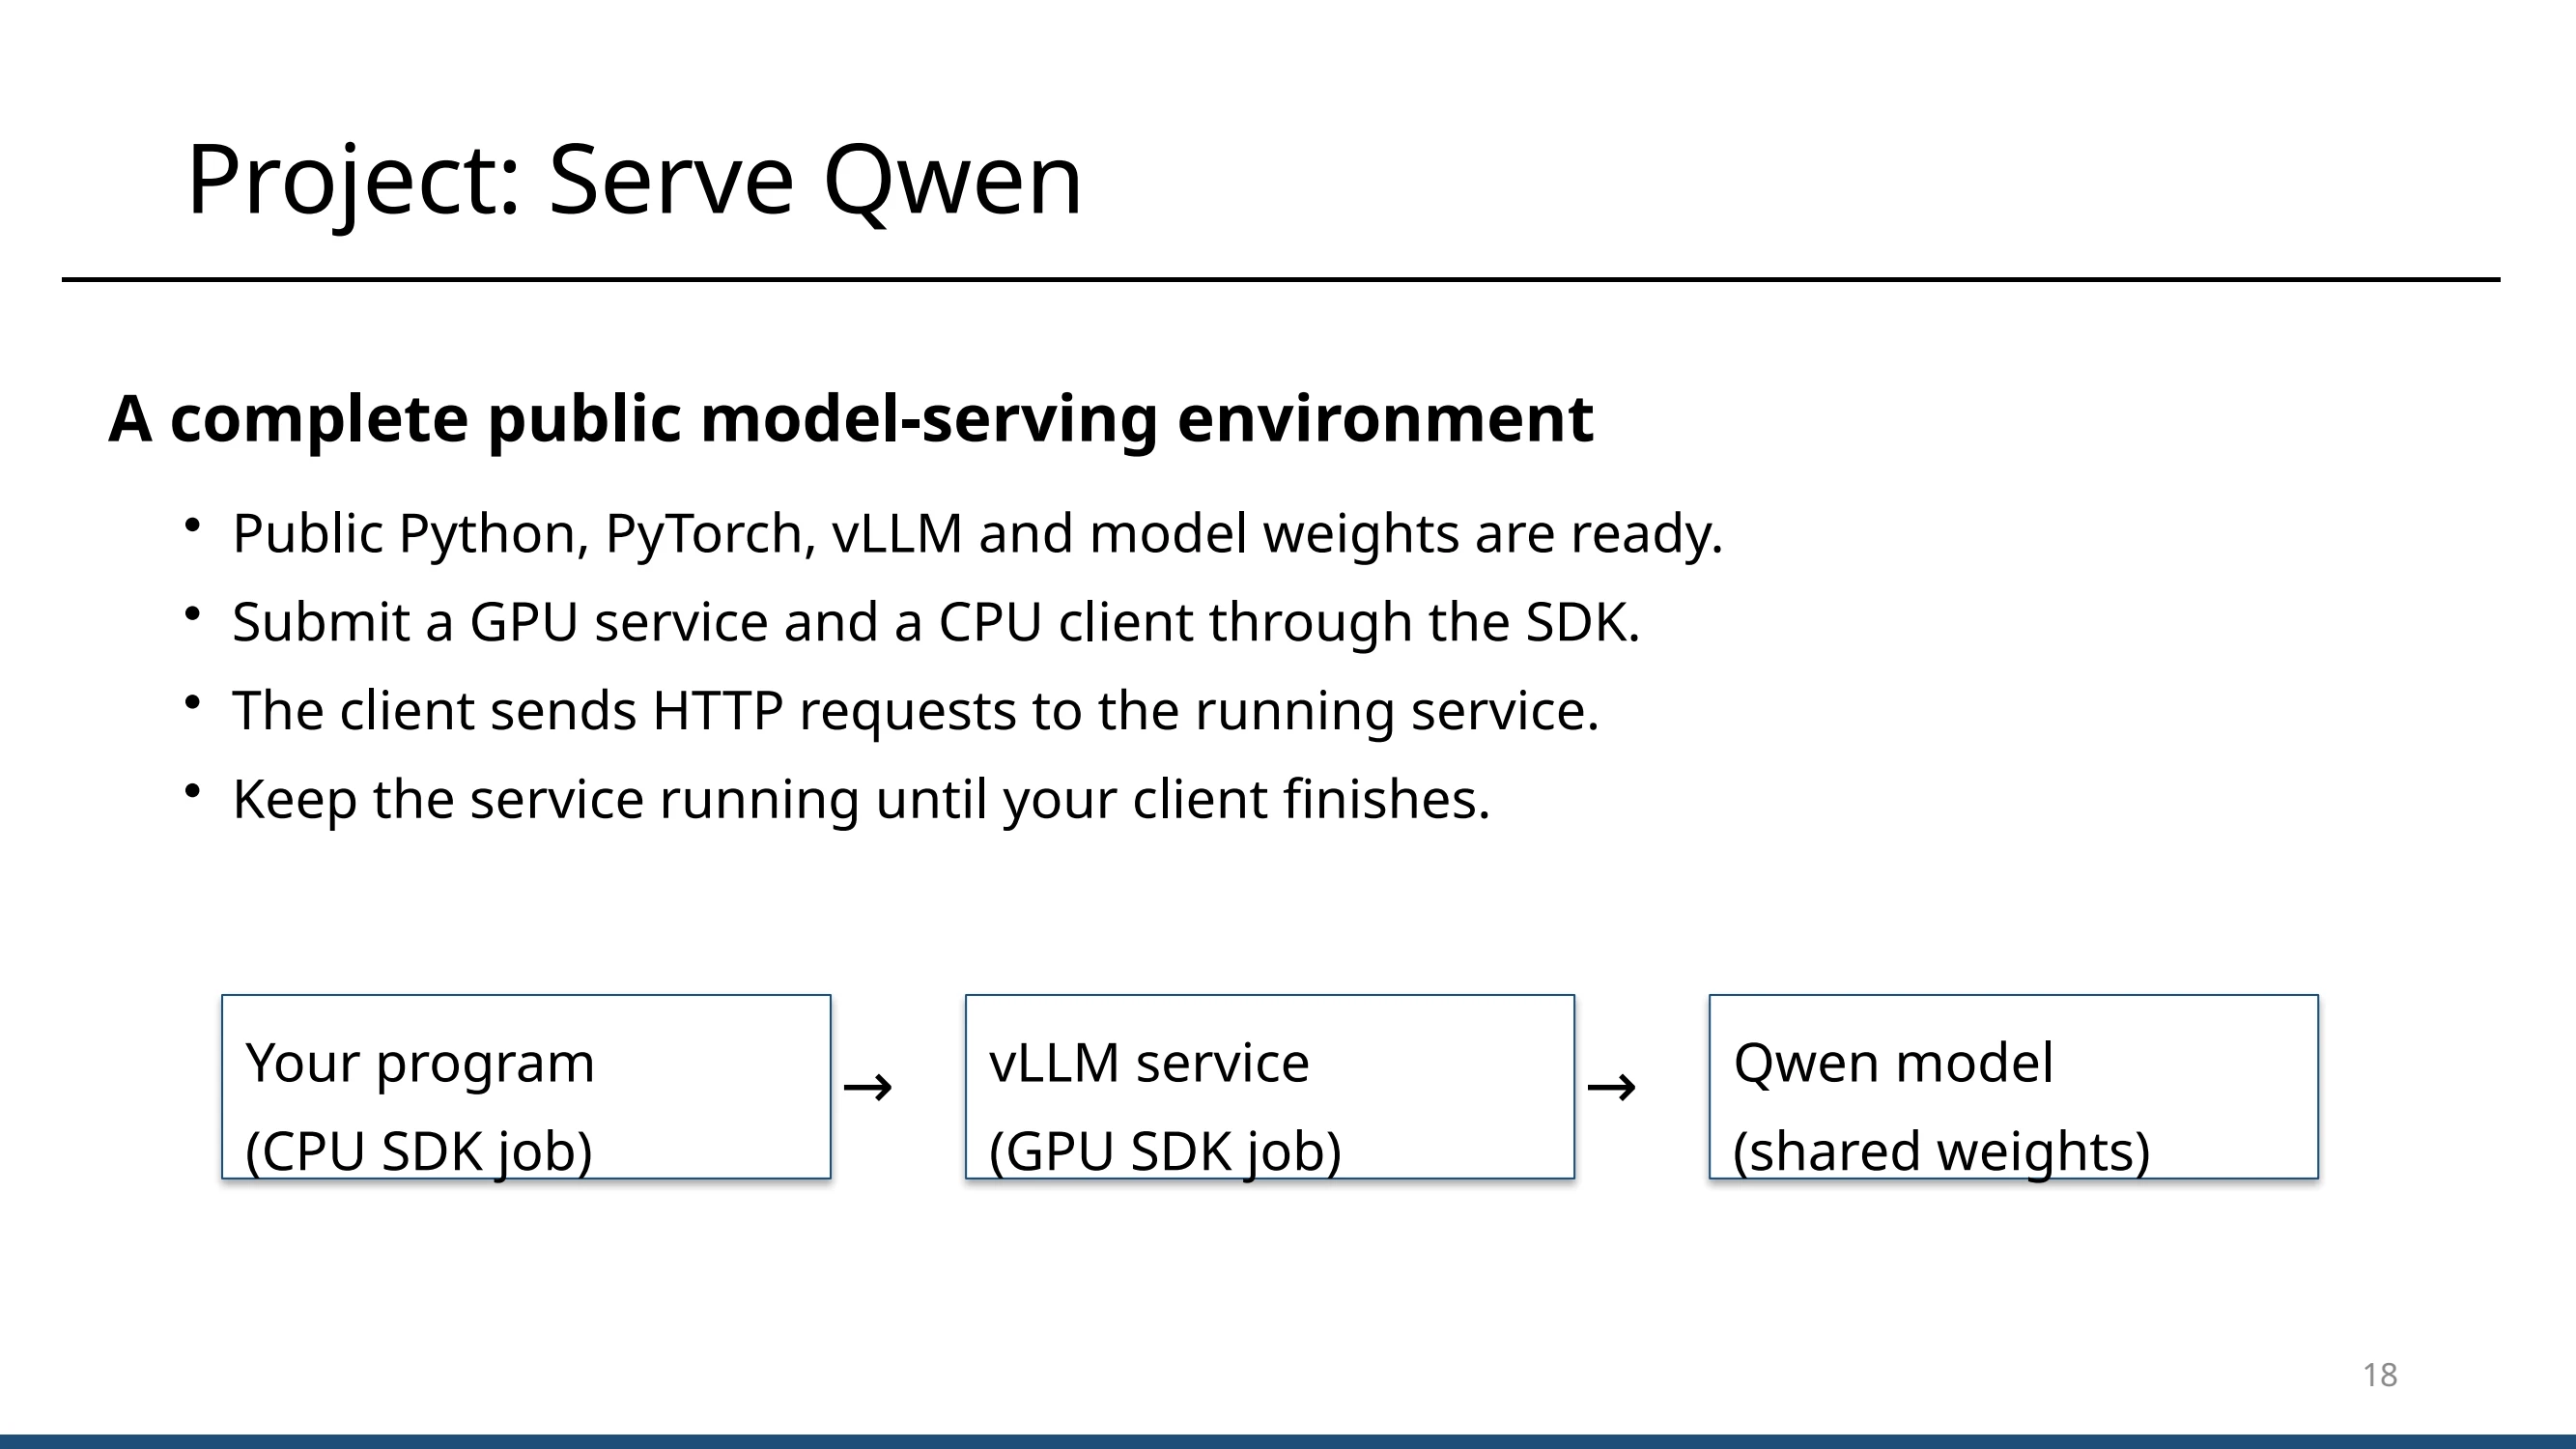 Project: Serve Qwen
A complete public model-serving environment
• Public Python, PyTorch, vLLM and model weights are ready.
• Submit a GPU service and a CPU client through the SDK.
• The client sends HTTP requests to the running service.
• Keep the service running until your client finishes.
Your program
(CPU SDK job)
→
vLLM service
(GPU SDK job)
→
Qwen model
(shared weights)
18